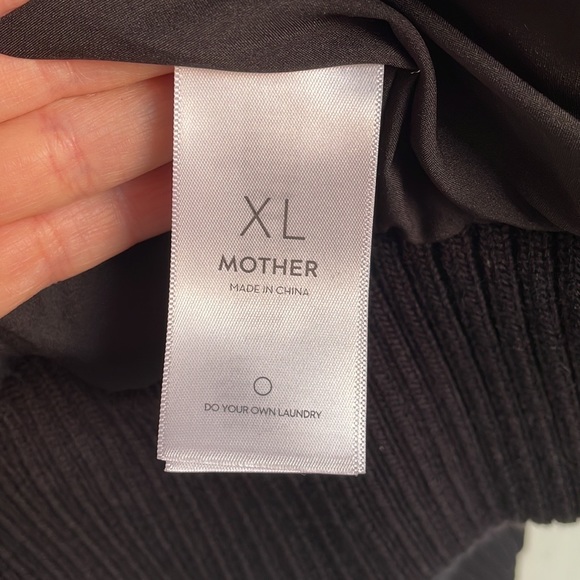 XL
MOTHER
MADE IN CHINA
DO YOUR OWN LAUNDRY